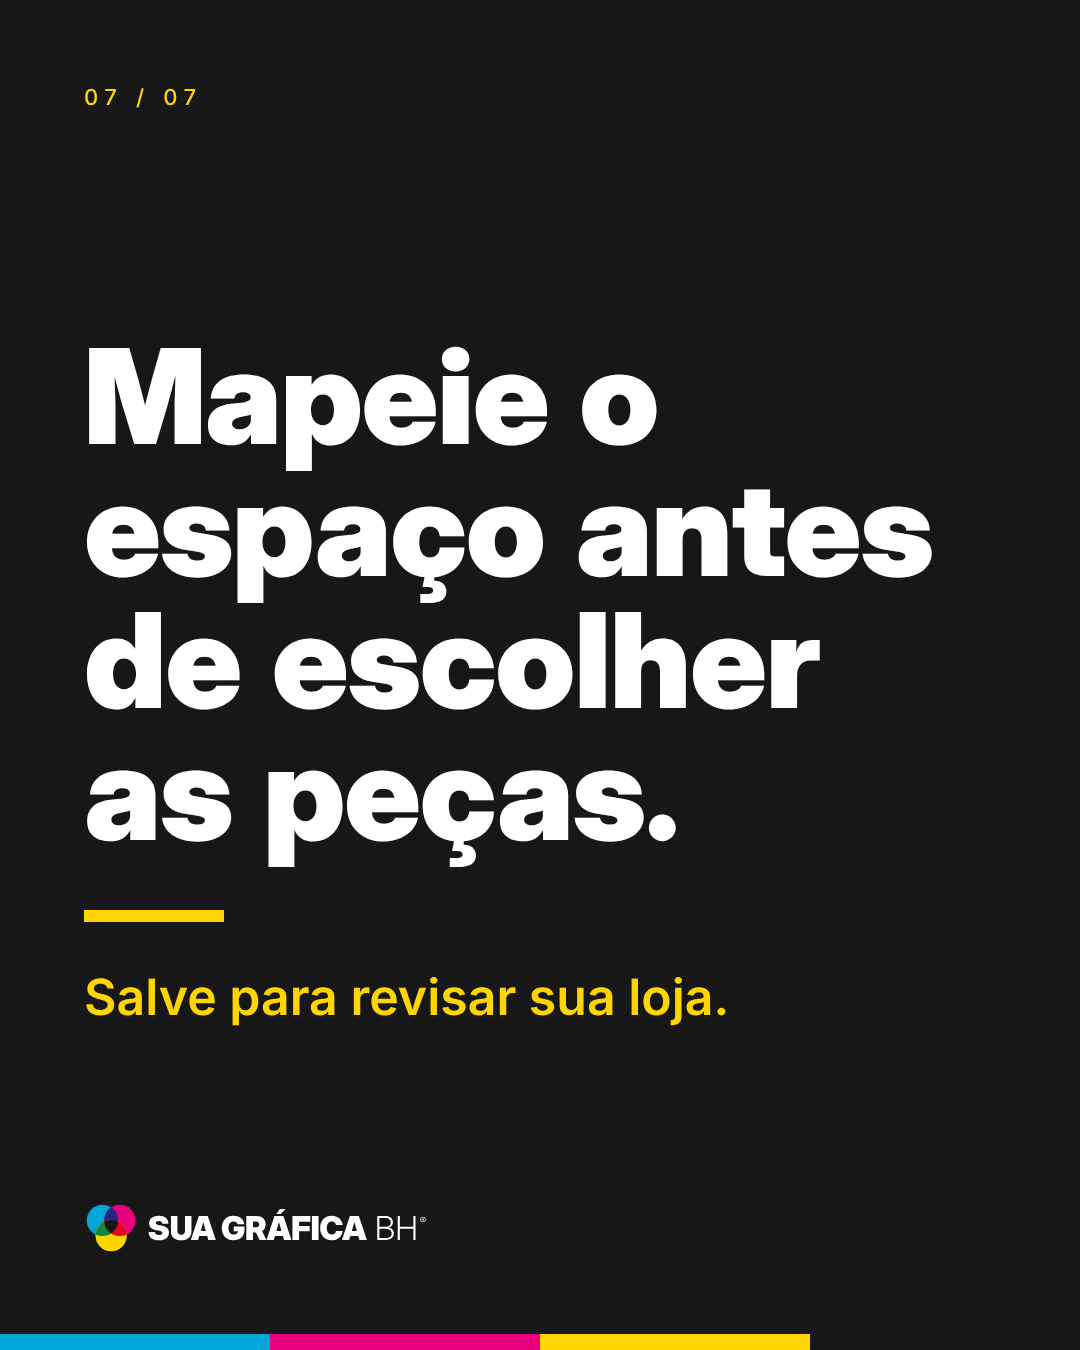 07 / 07
Mapeie o
espaço antes
de escolher
as peças.
Salve para revisar sua loja.
SUA GRÁFICA BH®